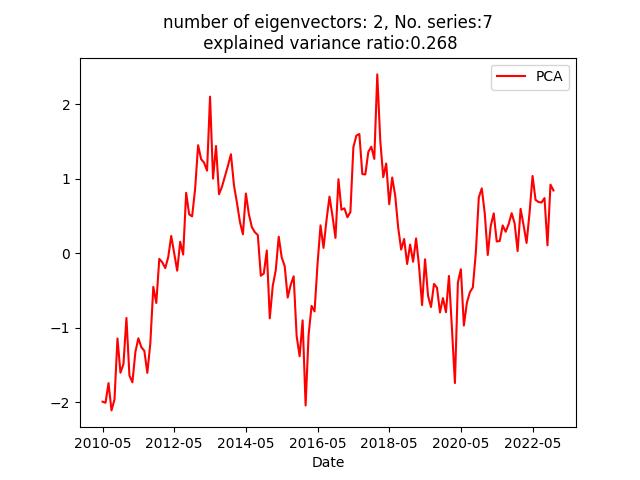 number of eigenvectors: 2, No. series:7
explained variance ratio:0.268
PCA
2
1
0
−1
−2
2010-05 2012-05 2014-05 2016-05 2018-05 2020-05 2022-05
Date